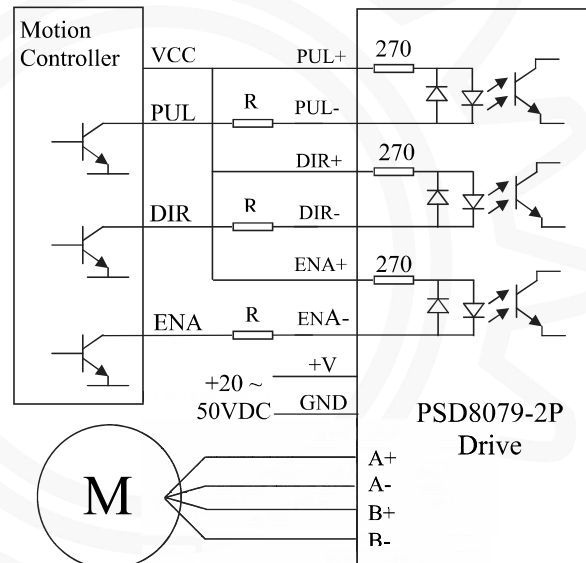 Motion
Controller
VCC
PUL+
270
PUL
R
PUL-
DIR+
270
DIR
R
DIR-
ENA+
270
ENA
R
ENA-
+V
+20 ~
50VDC
GND
PSD8079-2P
Drive
M
A+
A-
B+
B-